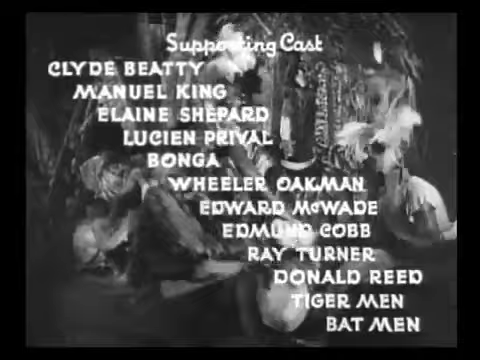 Supporting Cast
CLYDE BEATTY
MANUEL KING
ELAINE SHEPARD
LUCIEN PRIVAL
BONGA
WHEELER OAKMAN
EDWARD McWADE
EDMUND COBB
RAY TURNER
DONALD REED
TIGER MEN
BAT MEN